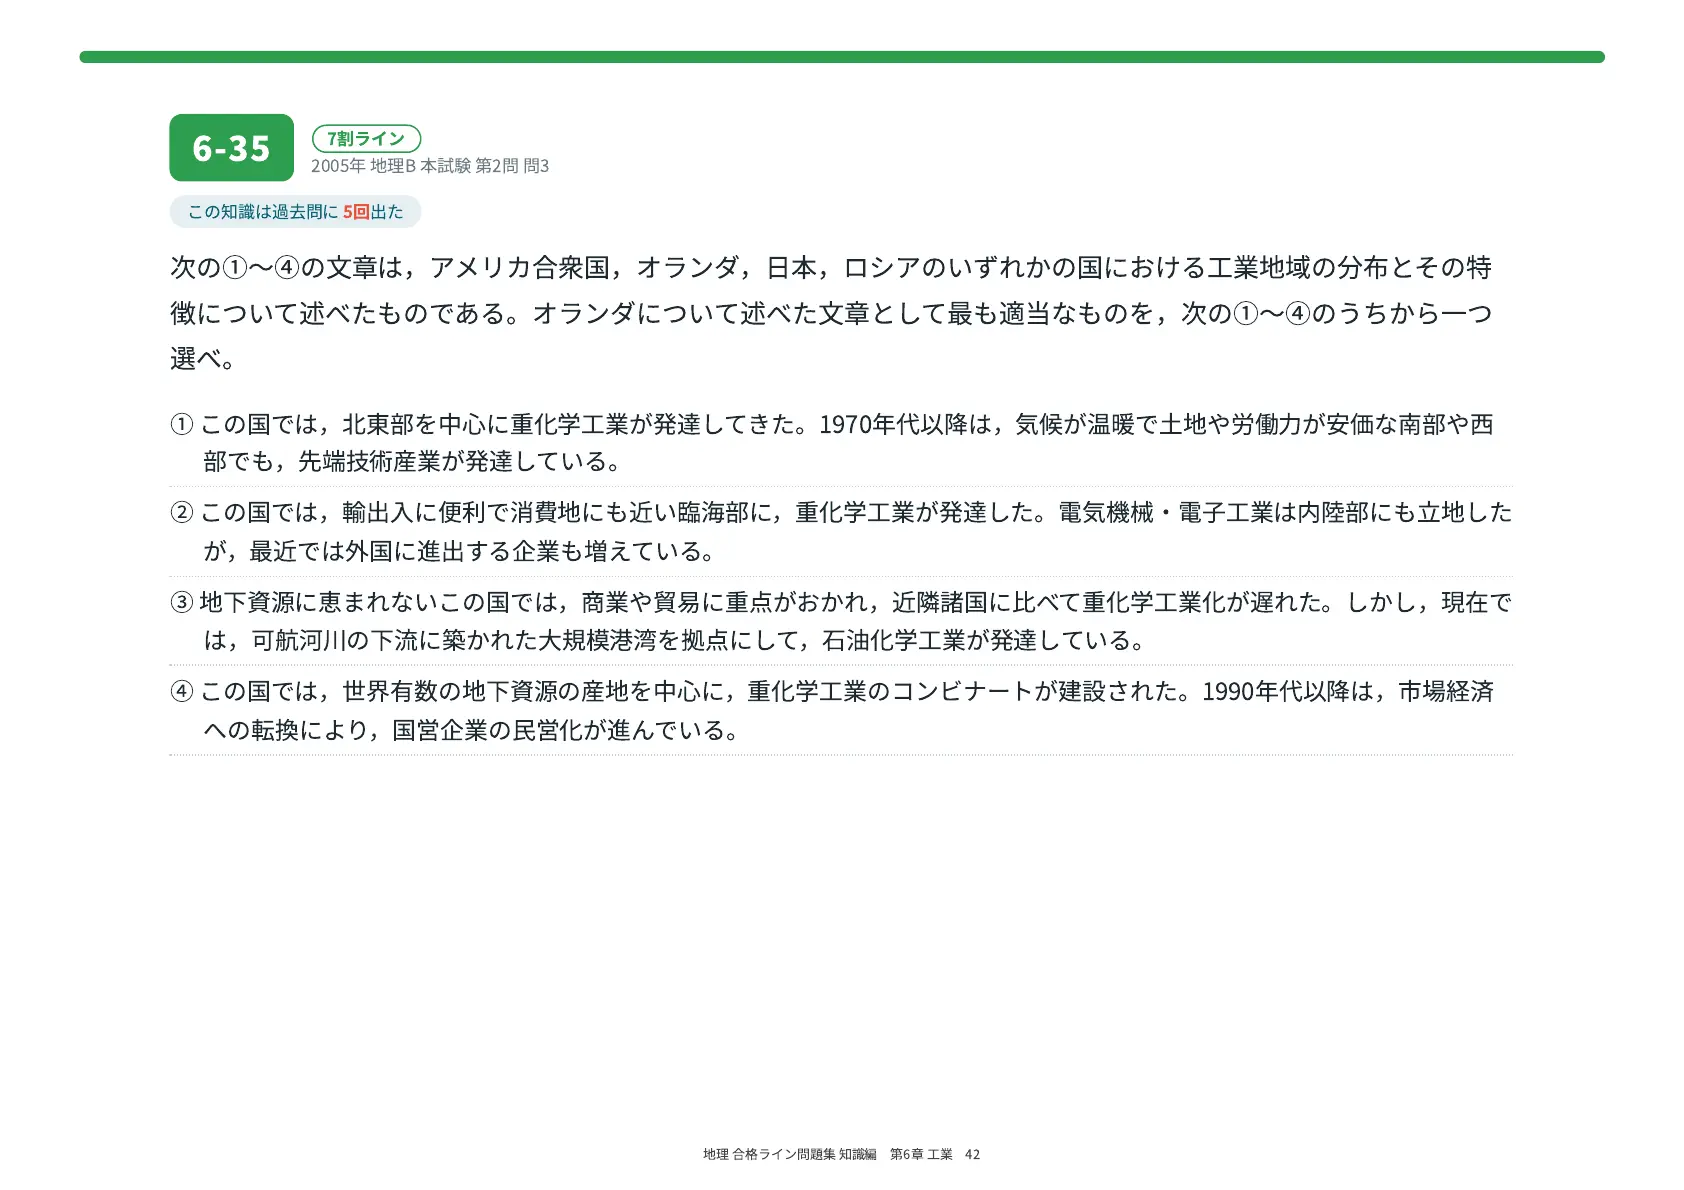 6-35
7割ライン
2005年 地理B 本試験 第2問 問3
この知識は過去問に 5回出た
次の①〜④の文章は，アメリカ合衆国，オランダ，日本，ロシアのいずれかの国における工業地域の分布とその特
徴について述べたものである。オランダについて述べた文章として最も適当なものを，次の①〜④のうちから一つ
選べ。
① この国では，北東部を中心に重化学工業が発達してきた。1970年代以降は，気候が温暖で土地や労働力が安価な南部や西
部でも，先端技術産業が発達している。
② この国では，輸出入に便利で消費地にも近い臨海部に，重化学工業が発達した。電気機械・電子工業は内陸部にも立地した
が，最近では外国に進出する企業も増えている。
③ 地下資源に恵まれないこの国では，商業や貿易に重点がおかれ，近隣諸国に比べて重化学工業化が遅れた。しかし，現在で
は，可航河川の下流に築かれた大規模港湾を拠点にして，石油化学工業が発達している。
④ この国では，世界有数の地下資源の産地を中心に，重化学工業のコンビナートが建設された。1990年代以降は，市場経済
への転換により，国営企業の民営化が進んでいる。
地理 合格ライン問題集 知識編　第6章 工業　42